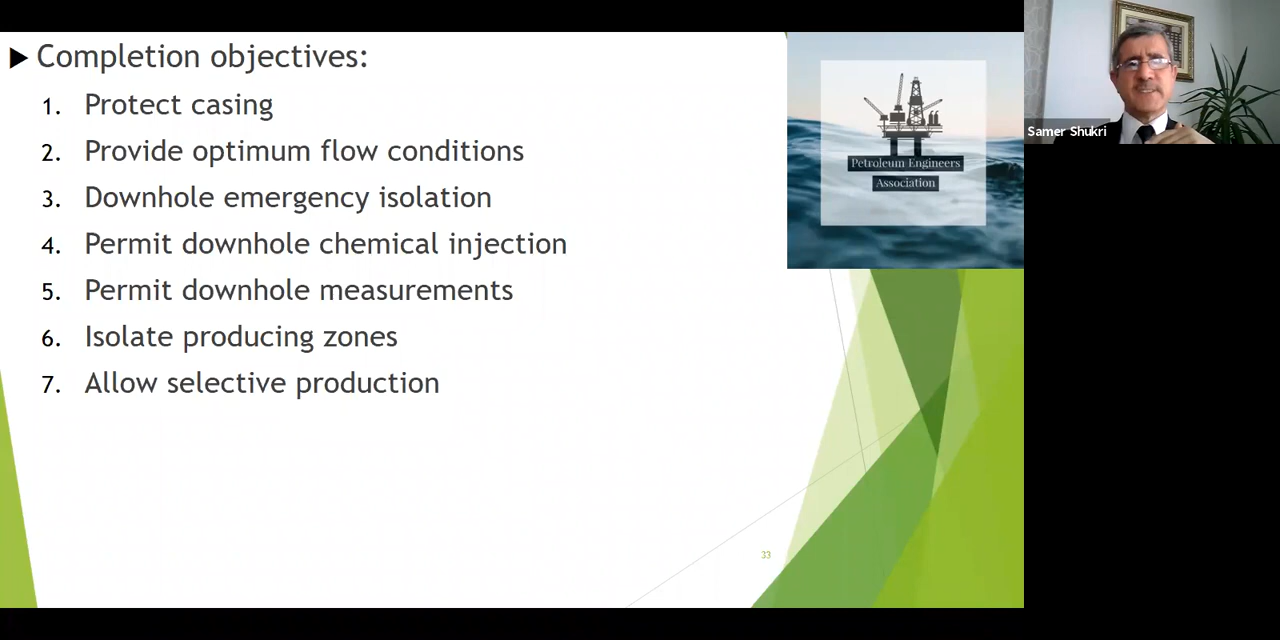 Completion objectives:
1. Protect casing
2. Provide optimum flow conditions
3. Downhole emergency isolation
4. Permit downhole chemical injection
5. Permit downhole measurements
6. Isolate producing zones
7. Allow selective production
Petroleum Engineers
Association
33
Samer Shukri